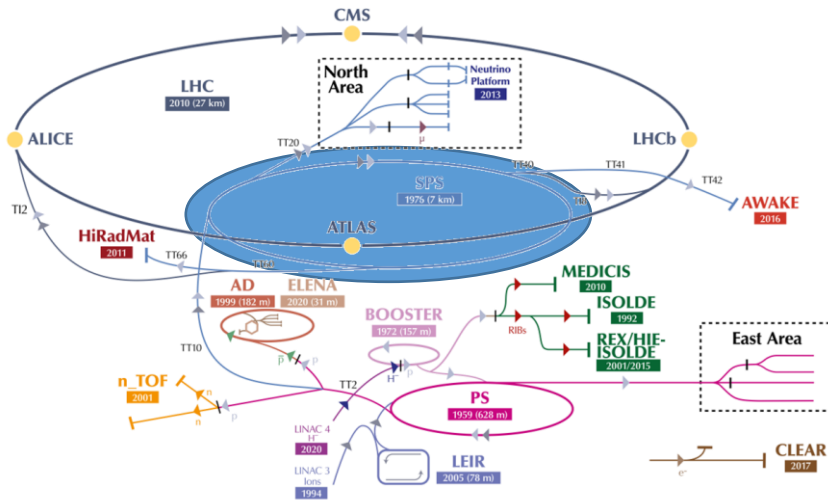 CMS
North
Area
Neutrino
Platform
2013
LHC
2010 (27 km)
ALICE
LHCb
TT20
μ
TT40
TT41
TT42
SPS
1976 (7 km)
TI2
AWAKE
2016
HiRadMat
2011
ATLAS
TT66
AD
1999 (182 m)
ELENA
2020 (31 m)
MEDICIS
2010
BOOSTER
1972 (157 m)
ISOLDE
1992
RIBs
REX/HIE-
ISOLDE
2001/2015
East Area
TT10
p
p
H⁻
p
TT2
n_TOF
2001
n
n
p
PS
1959 (628 m)
LINAC 4
H⁻
2020
LINAC 3
Ions
1994
LEIR
2005 (78 m)
CLEAR
2017
e⁻